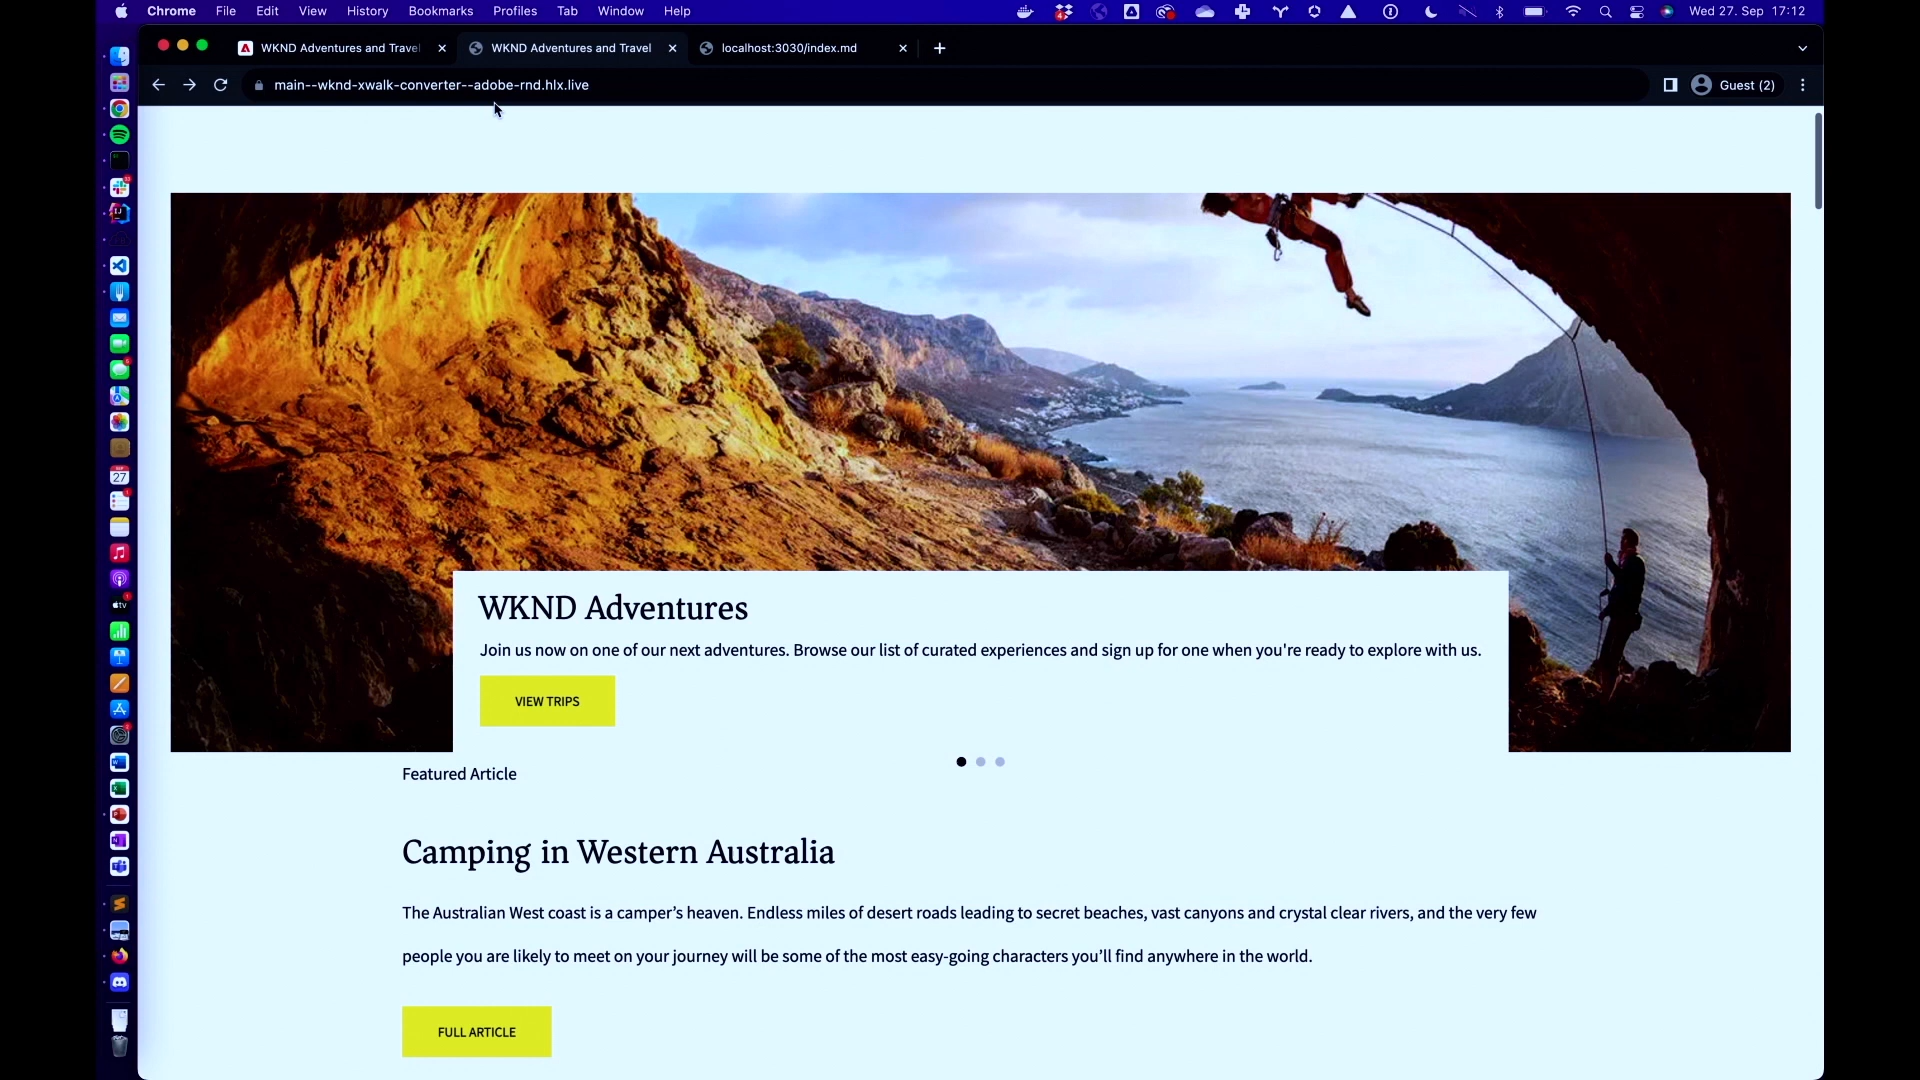 Chrome File Edit View History Bookmarks Profiles Tab Window Help Wed 27. Sep 17:12
WKND Adventures and Travel
WKND Adventures and Travel
localhost:3030/index.md
main--wknd-xwalk-converter--adobe-rnd.hlx.live
Guest (2)
WKND Adventures
Join us now on one of our next adventures. Browse our list of curated experiences and sign up for one when you're ready to explore with us.
VIEW TRIPS
Featured Article
Camping in Western Australia
The Australian West coast is a camper’s heaven. Endless miles of desert roads leading to secret beaches, vast canyons and crystal clear rivers, and the very few
people you are likely to meet on your journey will be some of the most easy-going characters you’ll find anywhere in the world.
FULL ARTICLE